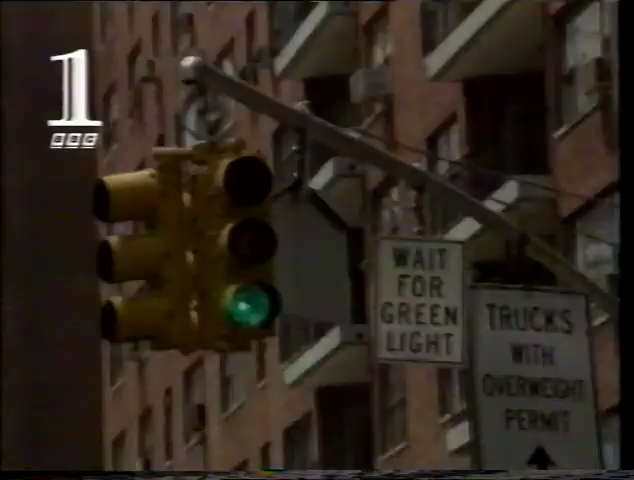 1
BBC
WAIT
FOR
GREEN
LIGHT
TRUCKS
WITH
OVERWEIGHT
PERMIT